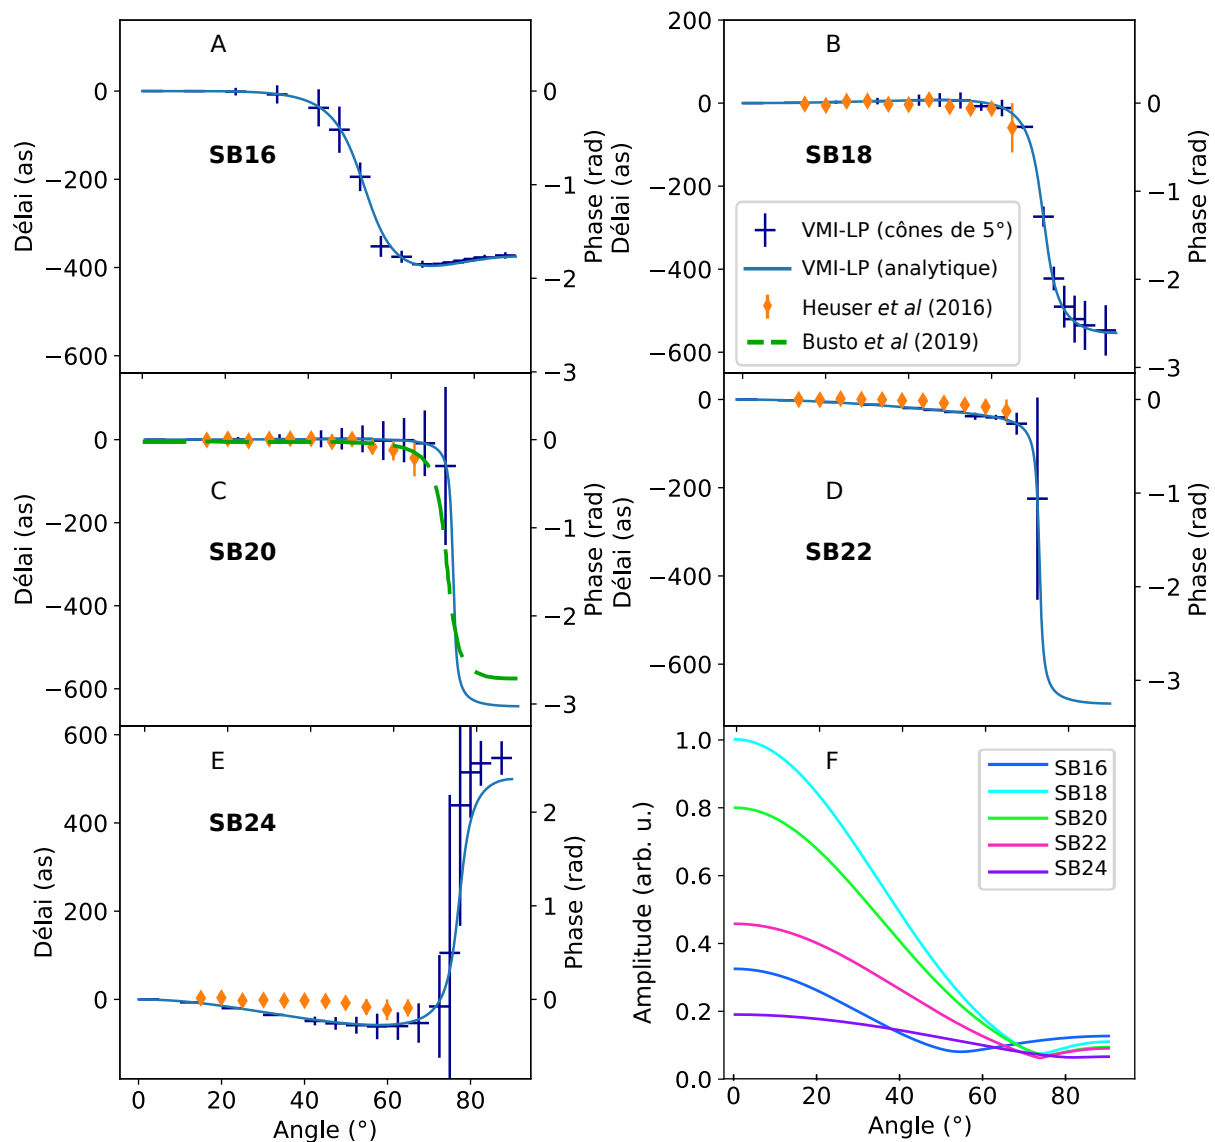 A
0
−200
−400
−600
Délai (as)
SB16
0
−1
−2
−3
Phase (rad)
B
200
0
−200
−400
−600
Délai (as)
SB18
0
−1
−2
Phase (rad)
VMI-LP (cônes de 5°)
VMI-LP (analytique)
Heuser et al (2016)
Busto et al (2019)
C
0
−200
−400
−600
Délai (as)
SB20
0
−1
−2
−3
Phase (rad)
D
0
−200
−400
−600
Délai (as)
SB22
0
−1
−2
−3
Phase (rad)
E
600
400
200
0
Délai (as)
SB24
2
1
0
Phase (rad)
0 20 40 60 80
Angle (°)
F
1.0
0.8
0.6
0.4
0.2
0.0
Amplitude (arb. u.)
SB16
SB18
SB20
SB22
SB24
0 20 40 60 80
Angle (°)